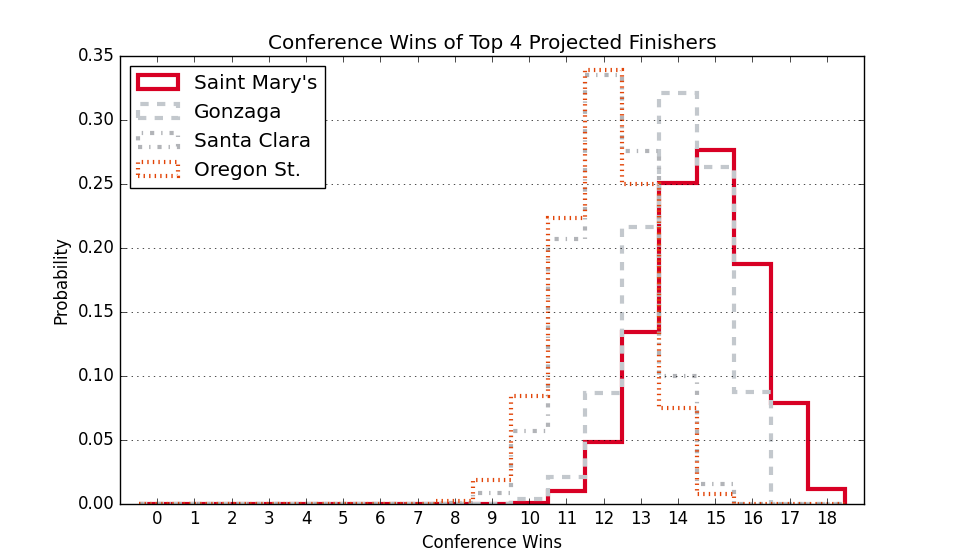 Conference Wins of Top 4 Projected Finishers
0.35
0.30
0.25
0.20
0.15
0.10
0.05
0.00
Probability
Saint Mary's
Gonzaga
Santa Clara
Oregon St.
0 1 2 3 4 5 6 7 8 9 10 11 12 13 14 15 16 17 18
Conference Wins